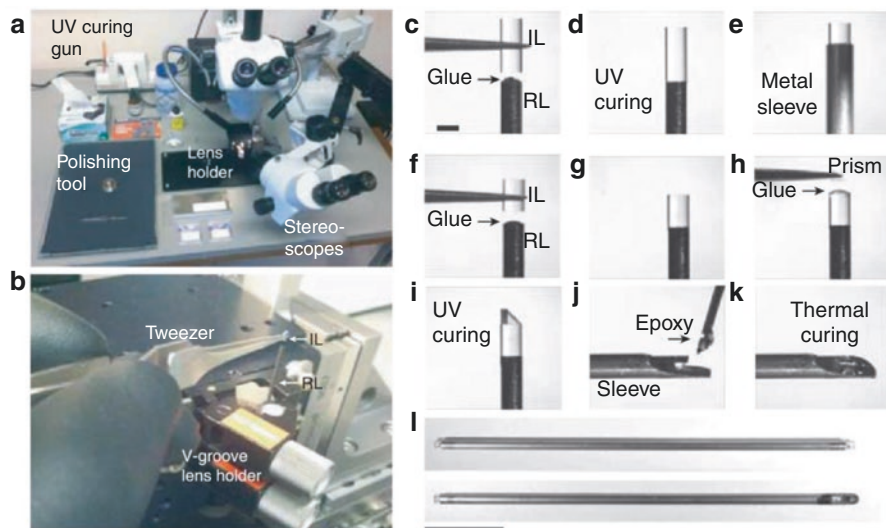 a
UV curing
gun
Polishing
tool
Lens
holder
Stereo-
scopes
b
Tweezer
IL
RL
V-groove
lens holder
c
IL
Glue
RL
d
UV
curing
e
Metal
sleeve
f
IL
Glue
RL
g
h
Prism
Glue
i
UV
curing
j
Epoxy
Sleeve
k
Thermal
curing
l